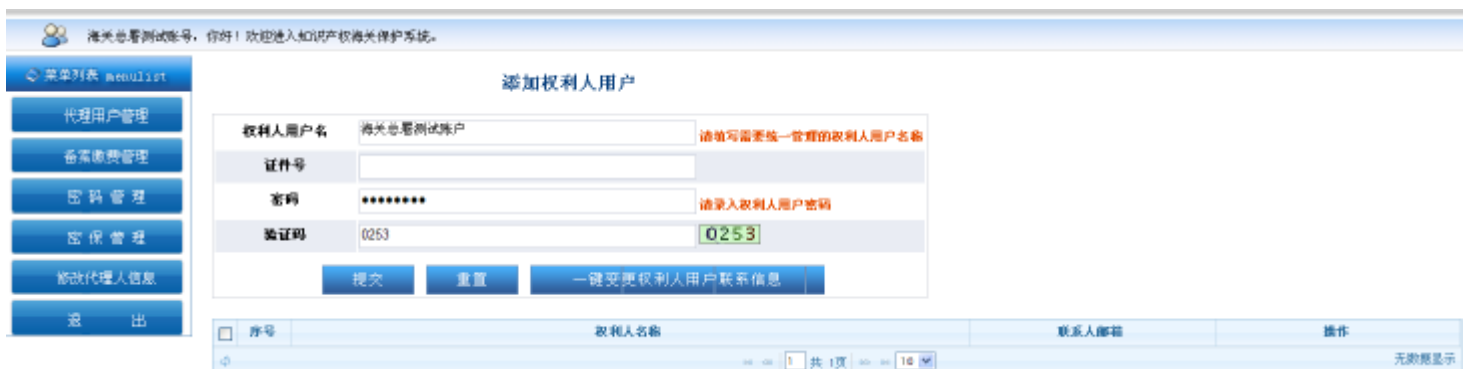 海关总署测试账号，你好！欢迎进入知识产权海关保护系统。
菜单列表 menulist
代理用户管理
备案缴费管理
密 码 管 理
密 保 管 理
修改代理人信息
退 出
添加权利人用户
权利人用户名 海关总署测试账户 请填写需要统一管理的权利人用户名称
证件号
密码 ●●●●●●●● 请录入权利人用户密码
验证码 0253 0253
提交 重置 一键变更权利人用户联系信息
序号 权利人名称 联系人邮箱 操作
1 共 1页 10 无数据显示